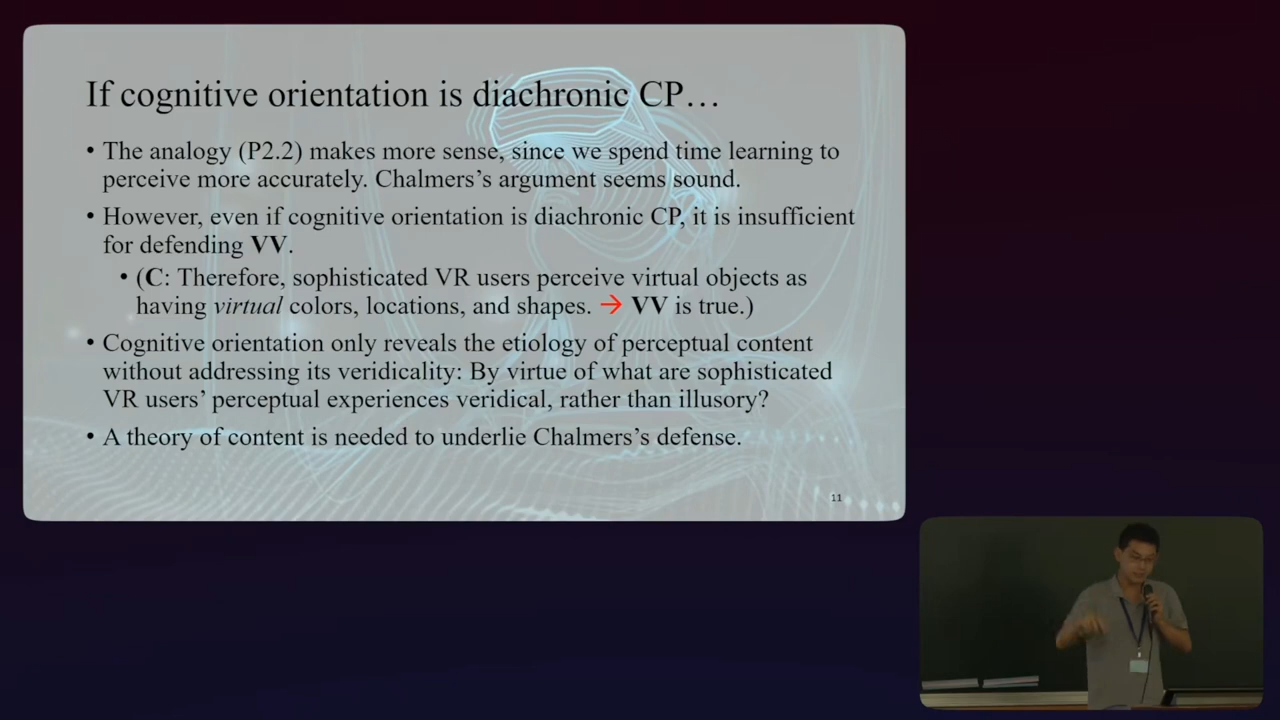 If cognitive orientation is diachronic CP…
• The analogy (P2.2) makes more sense, since we spend time learning to
perceive more accurately. Chalmers’s argument seems sound.
• However, even if cognitive orientation is diachronic CP, it is insufficient
for defending VV.
• (C: Therefore, sophisticated VR users perceive virtual objects as
having virtual colors, locations, and shapes. → VV is true.)
• Cognitive orientation only reveals the etiology of perceptual content
without addressing its veridicality: By virtue of what are sophisticated
VR users’ perceptual experiences veridical, rather than illusory?
• A theory of content is needed to underlie Chalmers’s defense.
11